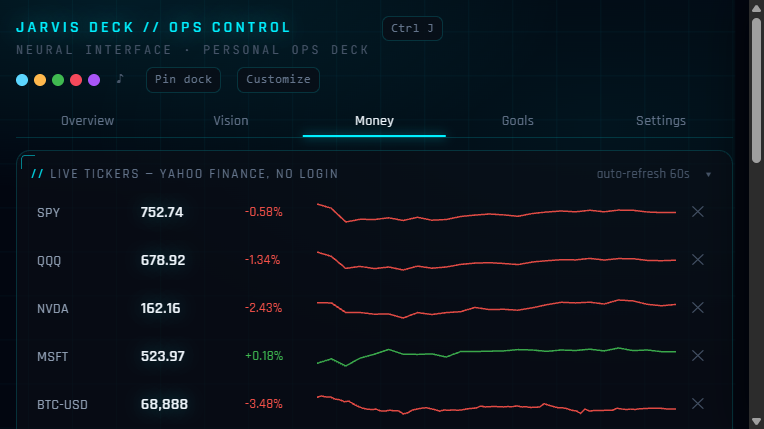 JARVIS DECK // OPS CONTROL
Ctrl J
NEURAL INTERFACE · PERSONAL OPS DECK
♪ Pin dock Customize
Overview Vision Money Goals Settings
// LIVE TICKERS — YAHOO FINANCE, NO LOGIN auto-refresh 60s ▾
SPY 752.74 -0.58%
QQQ 678.92 -1.34%
NVDA 162.16 -2.43%
MSFT 523.97 +0.18%
BTC-USD 68,888 -3.48%